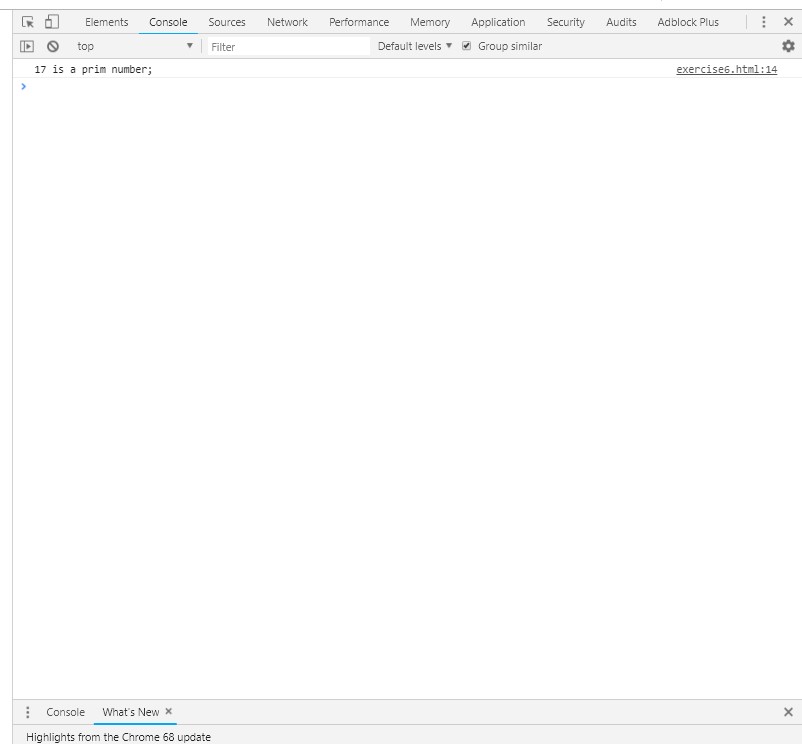 Elements Console Sources Network Performance Memory Application Security Audits Adblock Plus
top Filter Default levels Group similar
17 is a prim number; exercise6.html:14
Console What's New
Highlights from the Chrome 68 update